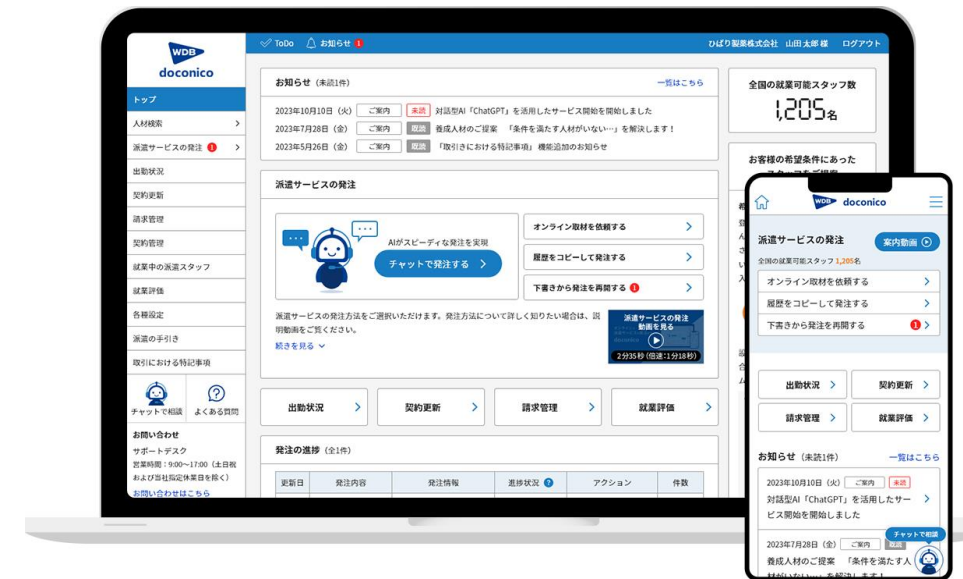 WDB
doconico
ToDo お知らせ 1
ひばり製薬株式会社 山田太郎 様 ログアウト
トップ
人材検索
派遣サービスの発注 1
出勤状況
契約更新
請求管理
契約管理
就業中の派遣スタッフ
就業評価
各種設定
派遣の手引き
取引における特記事項
チャットで相談 よくある質問
お問い合わせ
サポートデスク
営業時間：9:00～17:00（土日祝
および当社指定休業日を除く）
お問い合わせはこちら
お知らせ（未読1件） 一覧はこちら
2023年10月10日（火） ご案内 未読 対話型AI「ChatGPT」を活用したサービス開始を開始しました
2023年7月28日（金） ご案内 既読 養成人材のご提案 「条件を満たす人材がいない…」を解決します！
2023年5月26日（金） ご案内 既読 「取引きにおける特記事項」機能追加のお知らせ
派遣サービスの発注
AIがスピーディな発注を実現
チャットで発注する
オンライン取材を依頼する
履歴をコピーして発注する
下書きから発注を再開する 1
派遣サービスの発注方法をご選択いただけます。発注方法について詳しく知りたい場合は、説
明動画をご覧ください。
続きを見る
派遣サービスの発注
動画を見る
2分35秒（倍速：1分18秒）
出勤状況
契約更新
請求管理
就業評価
発注の進捗（全1件）
更新日 発注内容 発注情報 進捗状況 ? アクション 件数
全国の就業可能スタッフ数
1,205名
お客様の希望条件にあった
WDB doconico
派遣サービスの発注 案内動画
全国の就業可能スタッフ 1,205名
オンライン取材を依頼する
履歴をコピーして発注する
下書きから発注を再開する 1
出勤状況 契約更新
請求管理 就業評価
お知らせ（未読1件） 一覧はこちら
2023年10月10日（火） ご案内 未読
対話型AI「ChatGPT」を活用したサー
ビス開始を開始しました
チャットで相談
2023年7月28日（金） ご案内
養成人材のご提案 「条件を満たす人